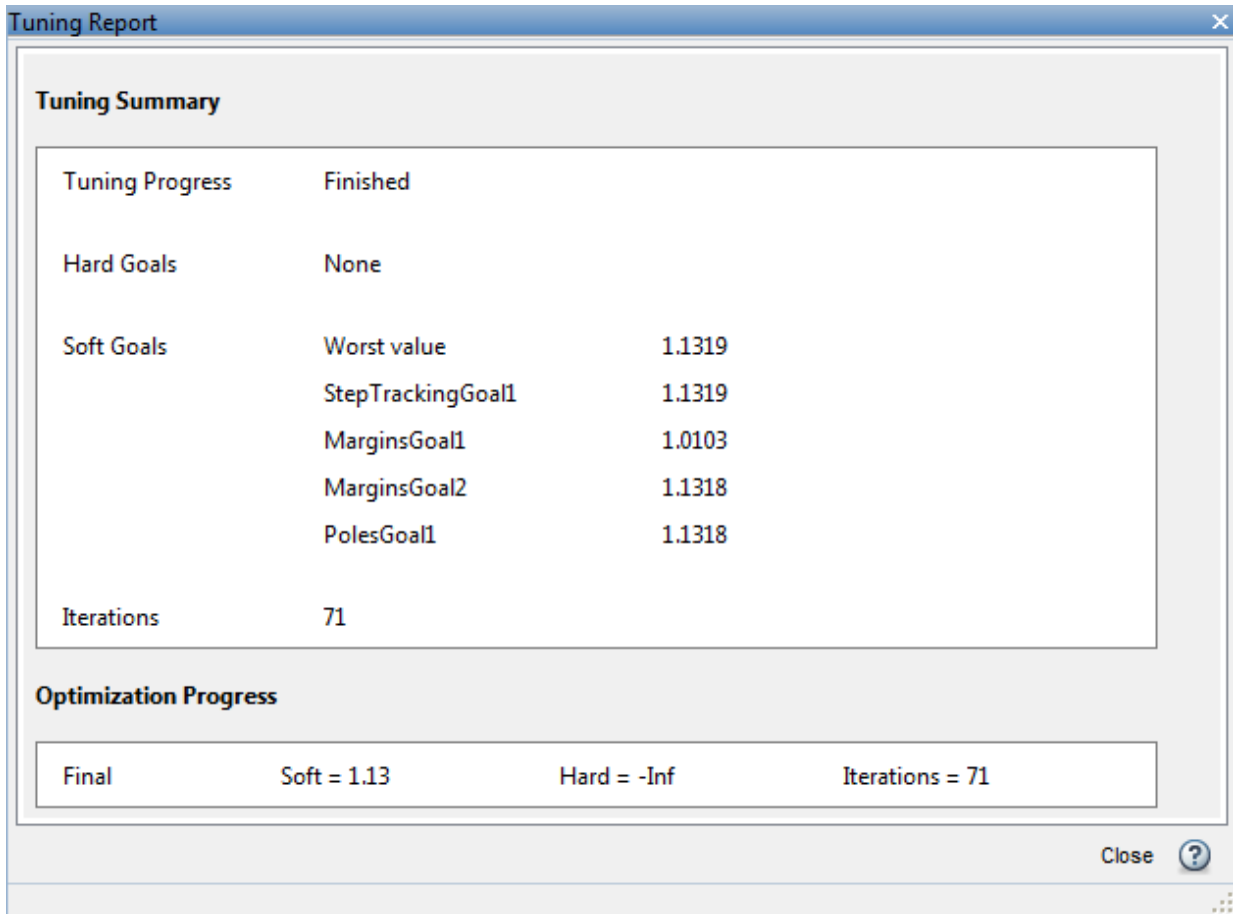 Tuning Report
Tuning Summary
Tuning Progress Finished
Hard Goals None
Soft Goals Worst value 1.1319
StepTrackingGoal1 1.1319
MarginsGoal1 1.0103
MarginsGoal2 1.1318
PolesGoal1 1.1318
Iterations 71
Optimization Progress
Final Soft = 1.13 Hard = -Inf Iterations = 71
Close ?